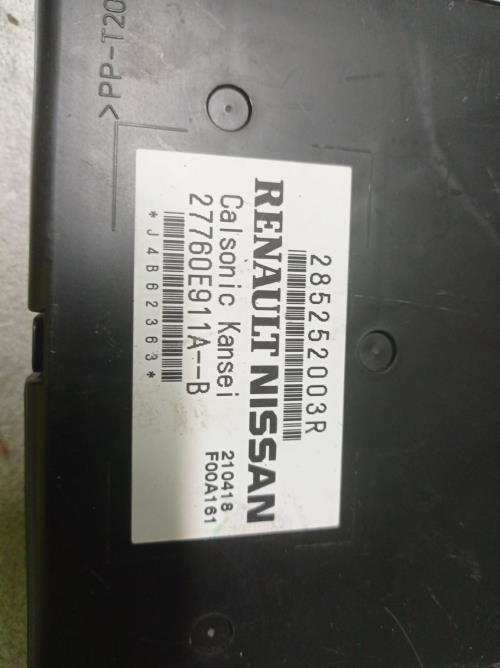 >PP-T20
285252003R
RENAULT NISSAN
Calsonic Kansei 210418
27760E911A--B F00A161
*J4B62363*